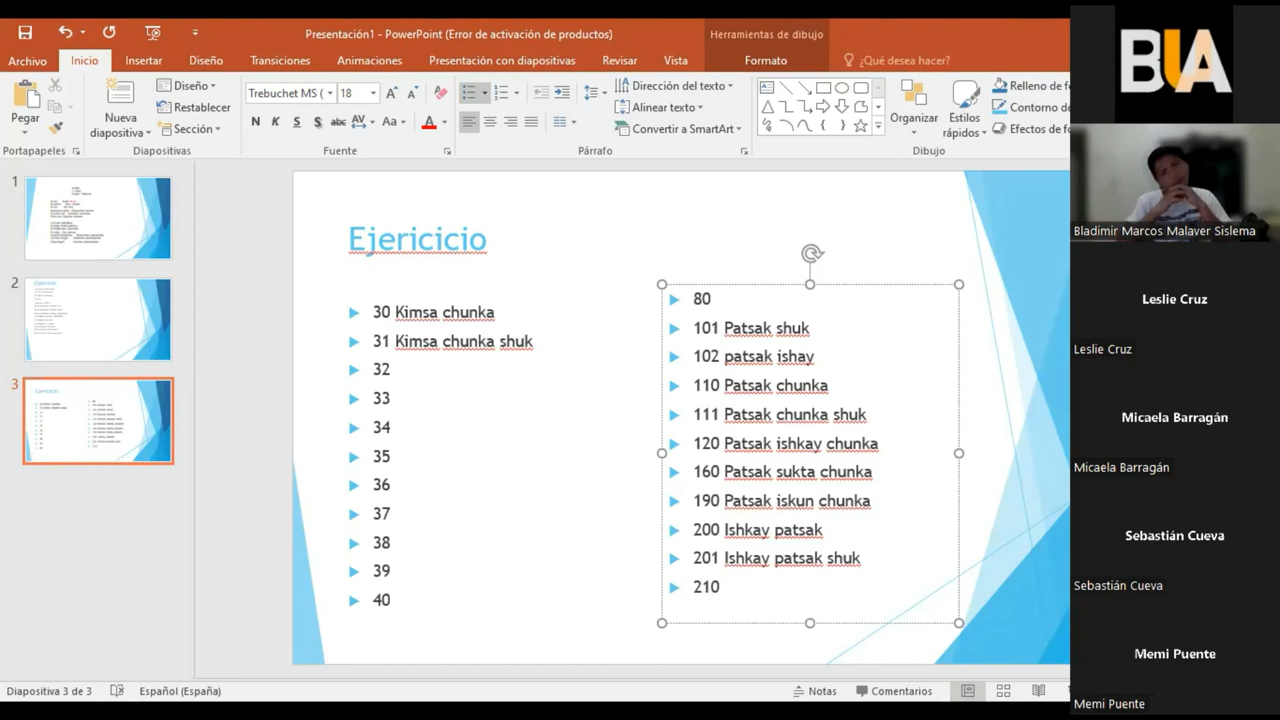 Presentación1 - PowerPoint (Error de activación de productos)
Herramientas de dibujo
Archivo
Inicio
Insertar
Diseño
Transiciones
Animaciones
Presentación con diapositivas
Revisar
Vista
Formato
¿Qué desea hacer?
Pegar
Nueva diapositiva
Diseño
Restablecer
Sección
Trebuchet MS (
18
N
K
S
S
abc
AV
Aa
A
Dirección del texto
Alinear texto
Convertir a SmartArt
Organizar
Estilos rápidos
Relleno de f
Contorno de
Efectos de f
Portapapeles
Diapositivas
Fuente
Párrafo
Dibujo
1
2
3
Ejericicio
30 Kimsa chunka
31 Kimsa chunka shuk
32
33
34
35
36
37
38
39
40
80
101 Patsak shuk
102 patsak ishay
110 Patsak chunka
111 Patsak chunka shuk
120 Patsak ishkay chunka
160 Patsak sukta chunka
190 Patsak iskun chunka
200 Ishkay patsak
201 Ishkay patsak shuk
210
Diapositiva 3 de 3
Español (España)
Notas
Comentarios
Bladimir Marcos Malaver Sislema
Leslie Cruz
Leslie Cruz
Micaela Barragán
Micaela Barragán
Sebastián Cueva
Sebastián Cueva
Memi Puente
Memi Puente